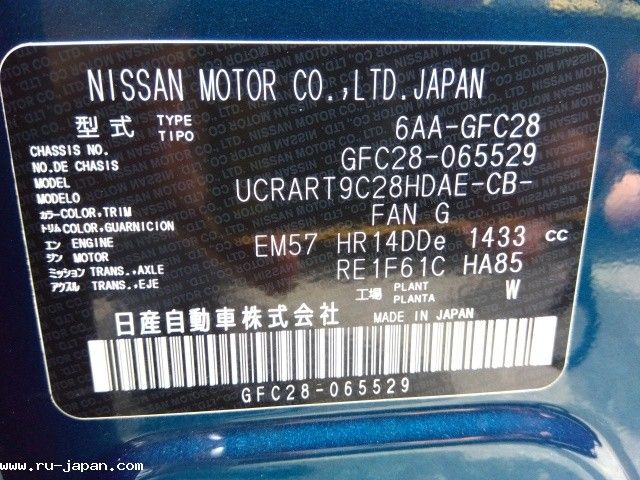 NISSAN MOTOR CO.,LTD.JAPAN
型式 TYPE TIPO 6AA-GFC28
CHASSIS NO. NO.DE CHASIS GFC28-065529
MODEL MODELO UCRART9C28HDAE-CB-
カラー COLOR,TRIM トリム COLOR,GUARNICION FAN G
エン ENGINE ジン MOTOR EM57 HR14DDe 1433 CC
ミッション TRANS.,AXLE アクスル TRANS.,EJE RE1F61C HA85
工場 PLANT PLANTA W
日産自動車株式会社 MADE IN JAPAN
GFC28-065529
www.ru-japan.com